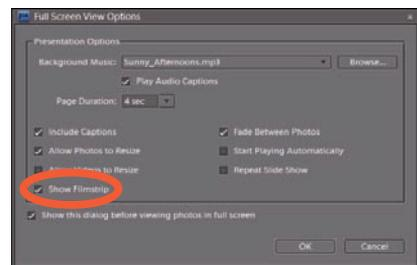 Full Screen View Options
Presentation Options
Background Music: Sunny_Afternoons.mp3 Browse...
Play Audio Captions
Page Duration: 4 sec
Include Captions Fade Between Photos
Allow Photos to Resize Start Playing Automatically
Allow Videos to Resize Repeat Slide Show
Show Filmstrip
Show this dialog before viewing photos in full screen
OK Cancel